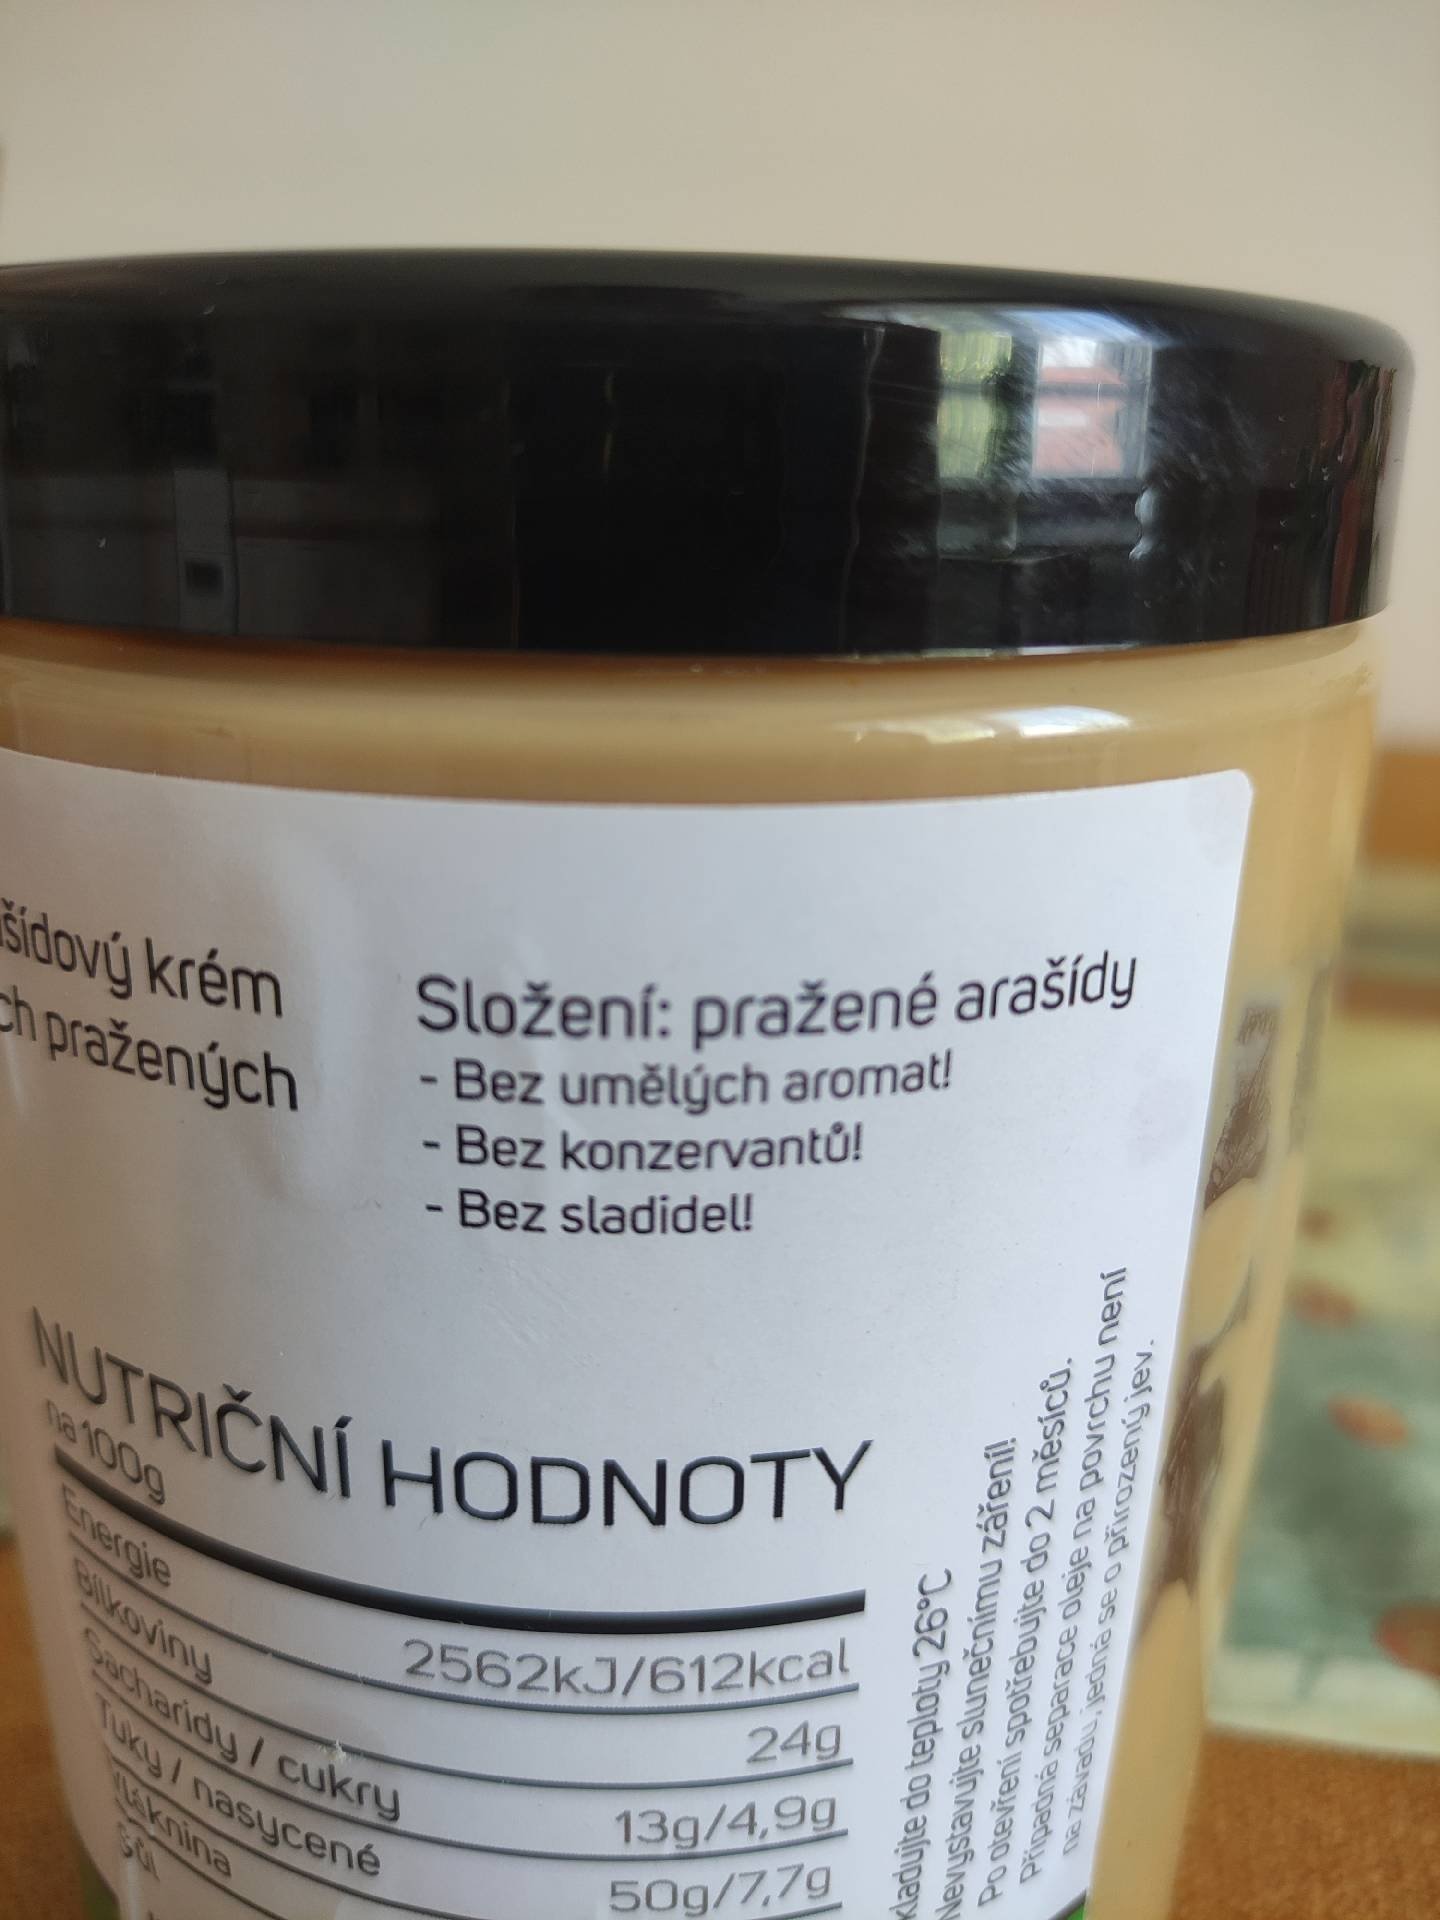 šídový krém
ch pražených
Složení: pražené arašídy
- Bez umělých aromat!
- Bez konzervantů!
- Bez sladidel!
NUTRIČNÍ HODNOTY
na 100g
Energie 2562kJ/612kcal
Bílkoviny 24g
Sacharidy / cukry 13g/4,9g
Tuky / nasycené 50g/7,7g
Vláknina
Sůl
kladujte do teploty 26°C
Nevystavujte slunečnímu záření!
Po otevření spotřebujte do 2 měsíců.
Případná separace oleje na povrchu není
na závadu, jedná se o přirozený jev.